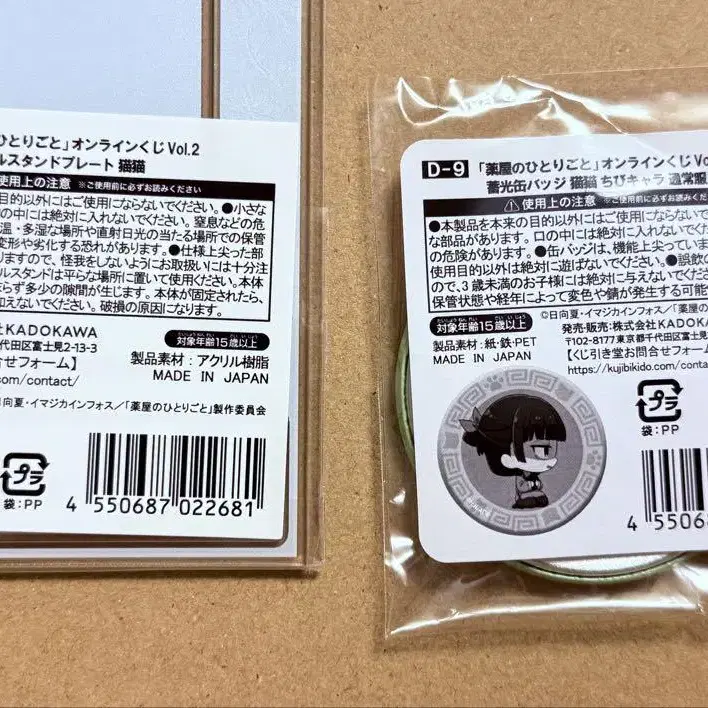 ひとりごと」オンラインくじ Vol.2
ルスタンドプレート 猫猫
使用上の注意 ※ご使用前に必ずお読みください
的以外にはご使用にならないでください。●小さな
の中には絶対に入れないでください。窒息などの危
温・多湿な場所や直射日光の当たる場所での保管
変形や劣化する恐れがあります。●仕様上尖った部
りますので、怪我をしないようにお取扱いには十分注
ルスタンドは平らな場所に置いて使用ください。
まらず多少の隙間が生じます。本体が固定されたら、
加えないでください。破損の原因になります。
社KADOKAWA
代田区富士見2-13-3
合せフォーム】
o.com/contact/
対象年齢15歳以上
製品素材：アクリル樹脂
MADE IN JAPAN
日向夏・イマジカインフォス/「薬屋のひとりごと」製作委員会
プラ
袋：PP
4 550687 022681
D-9 「薬屋のひとりごと」オンラインくじ Vo
蓄光缶バッジ 猫猫 ちびキャラ 通常服
使用上の注意 ※ご使用前に必ずお読みくださ
●本製品を本来の目的以外にはご使用にならないでくだ
な部品があります。口の中には絶対に入れないでください
の危険があります。●缶バッジは、機能上尖っています
使用目的以外は絶対に遊ばないでください。●誤飲の
ので、3歳未満のお子様には絶対に与えないでください
保管状態や経年によって変色や錆が発生する可能
対象年齢15歳以上
製品素材：紙・鉄・PET
MADE IN JAPAN
©日向夏・イマジカインフォス/「薬屋の
発売・販売：株式会社KADOKA
〒102-8177東京都千代田区富士見
【くじ引き堂お問合せフォー
https://kujibikido.com/conta
プラ
袋：PP
4 55068